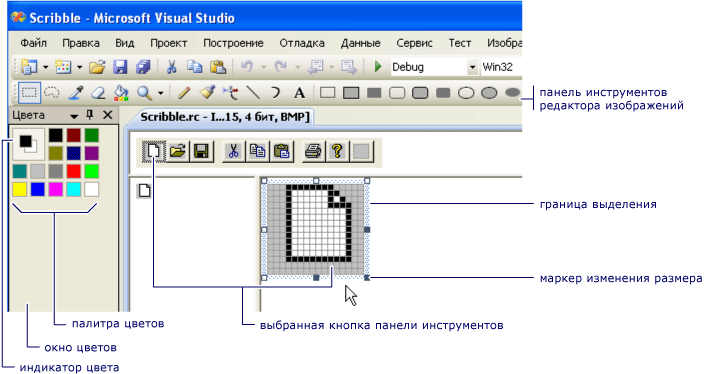 Scribble - Microsoft Visual Studio
Файл Правка Вид Проект Построение Отладка Данные Сервис Тест Изобра
Debug Win32
A
панель инструментов
редактора изображений
Цвета
Scribble.rc - I...15, 4 бит, BMP]
граница выделения
маркер изменения размера
палитра цветов
выбранная кнопка панели инструментов
окно цветов
индикатор цвета